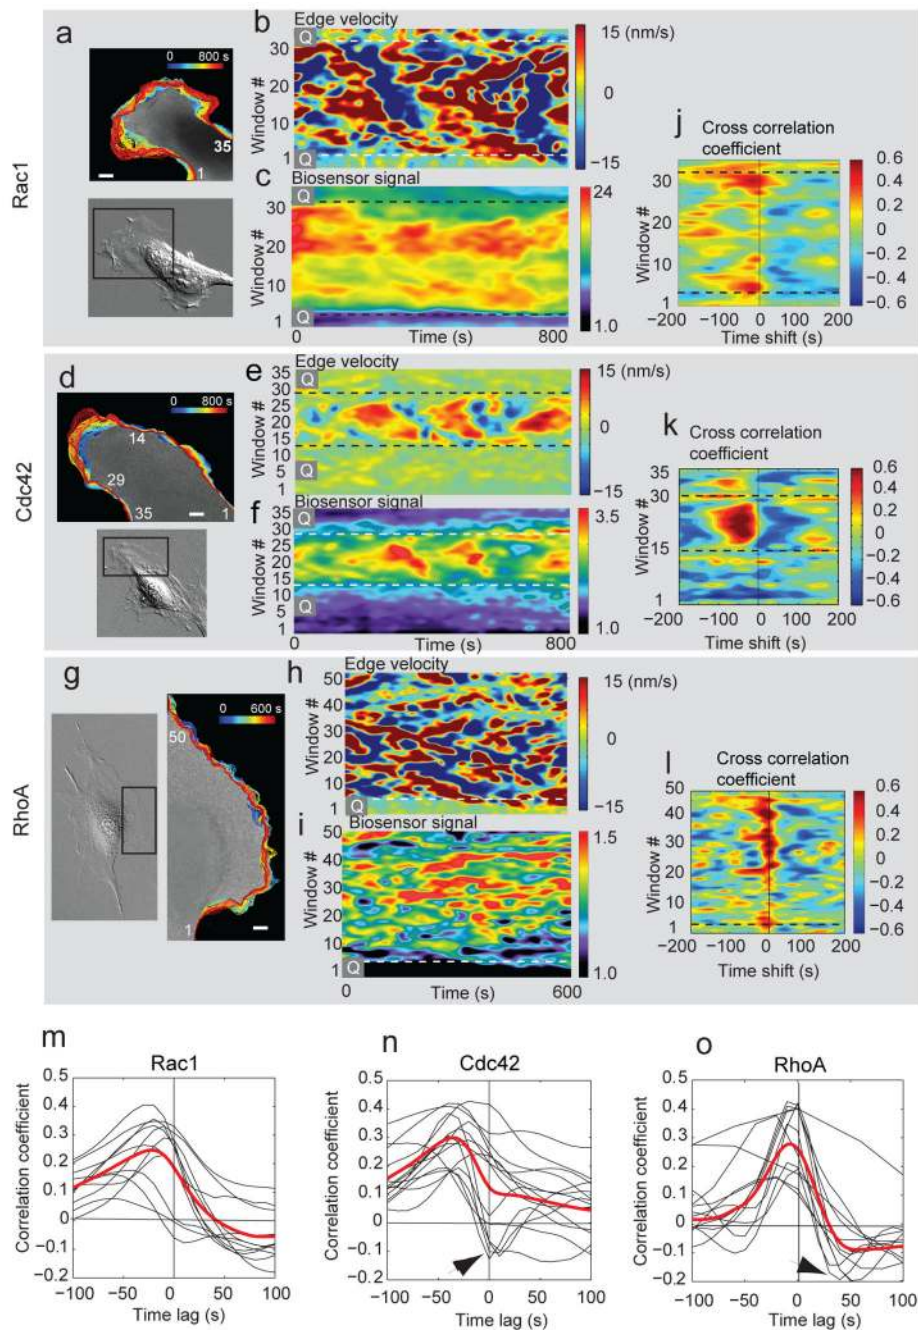 Rac1
a
0 800 s
35
1
b
Edge velocity
Q
Q
Window #
30
20
10
1
15 (nm/s)
0
−15
c
Biosensor signal
Q
Q
Window #
30
20
10
1
0 Time (s) 800
24
1.0
j
Cross correlation
coefficient
Window #
30
20
10
1
−200 −100 0 100 200
Time shift (s)
0.6
0.4
0.2
0
−0.2
−0.4
−0.6
Cdc42
d
0 800 s
14
29
35
1
e
Edge velocity
Q
Q
Window #
35
30
25
20
15
10
5
1
15 (nm/s)
0
−15
f
Biosensor signal
Q
Q
Window #
35
30
25
20
15
10
5
1
0 Time (s) 800
3.5
1.0
k
Cross correlation
coefficient
Window #
36
30
15
1
−200 −100 0 100 200
Time shift (s)
0.6
0.4
0.2
0
−0.2
−0.4
−0.6
RhoA
g
0 600 s
50
1
h
Edge velocity
Q
Window #
50
40
30
20
10
1
15 (nm/s)
0
−15
i
Biosensor signal
Q
Window #
50
40
30
20
10
1
0 Time (s) 600
1.5
1.0
l
Cross correlation
coefficient
Window #
50
40
30
20
10
1
−200 −100 0 100 200
Time shift (s)
0.6
0.4
0.2
0
−0.2
−0.4
−0.6
m
Rac1
Correlation coefficient
0.5
0.4
0.3
0.2
0.1
0
−0.1
−0.2
−100 −50 0 50 100
Time lag (s)
n
Cdc42
Correlation coefficient
0.5
0.4
0.3
0.2
0.1
0
−0.1
−0.2
−100 −50 0 50 100
Time lag (s)
o
RhoA
Correlation coefficient
0.5
0.4
0.3
0.2
0.1
0
−0.1
−0.2
−100 −50 0 50 100
Time lag (s)